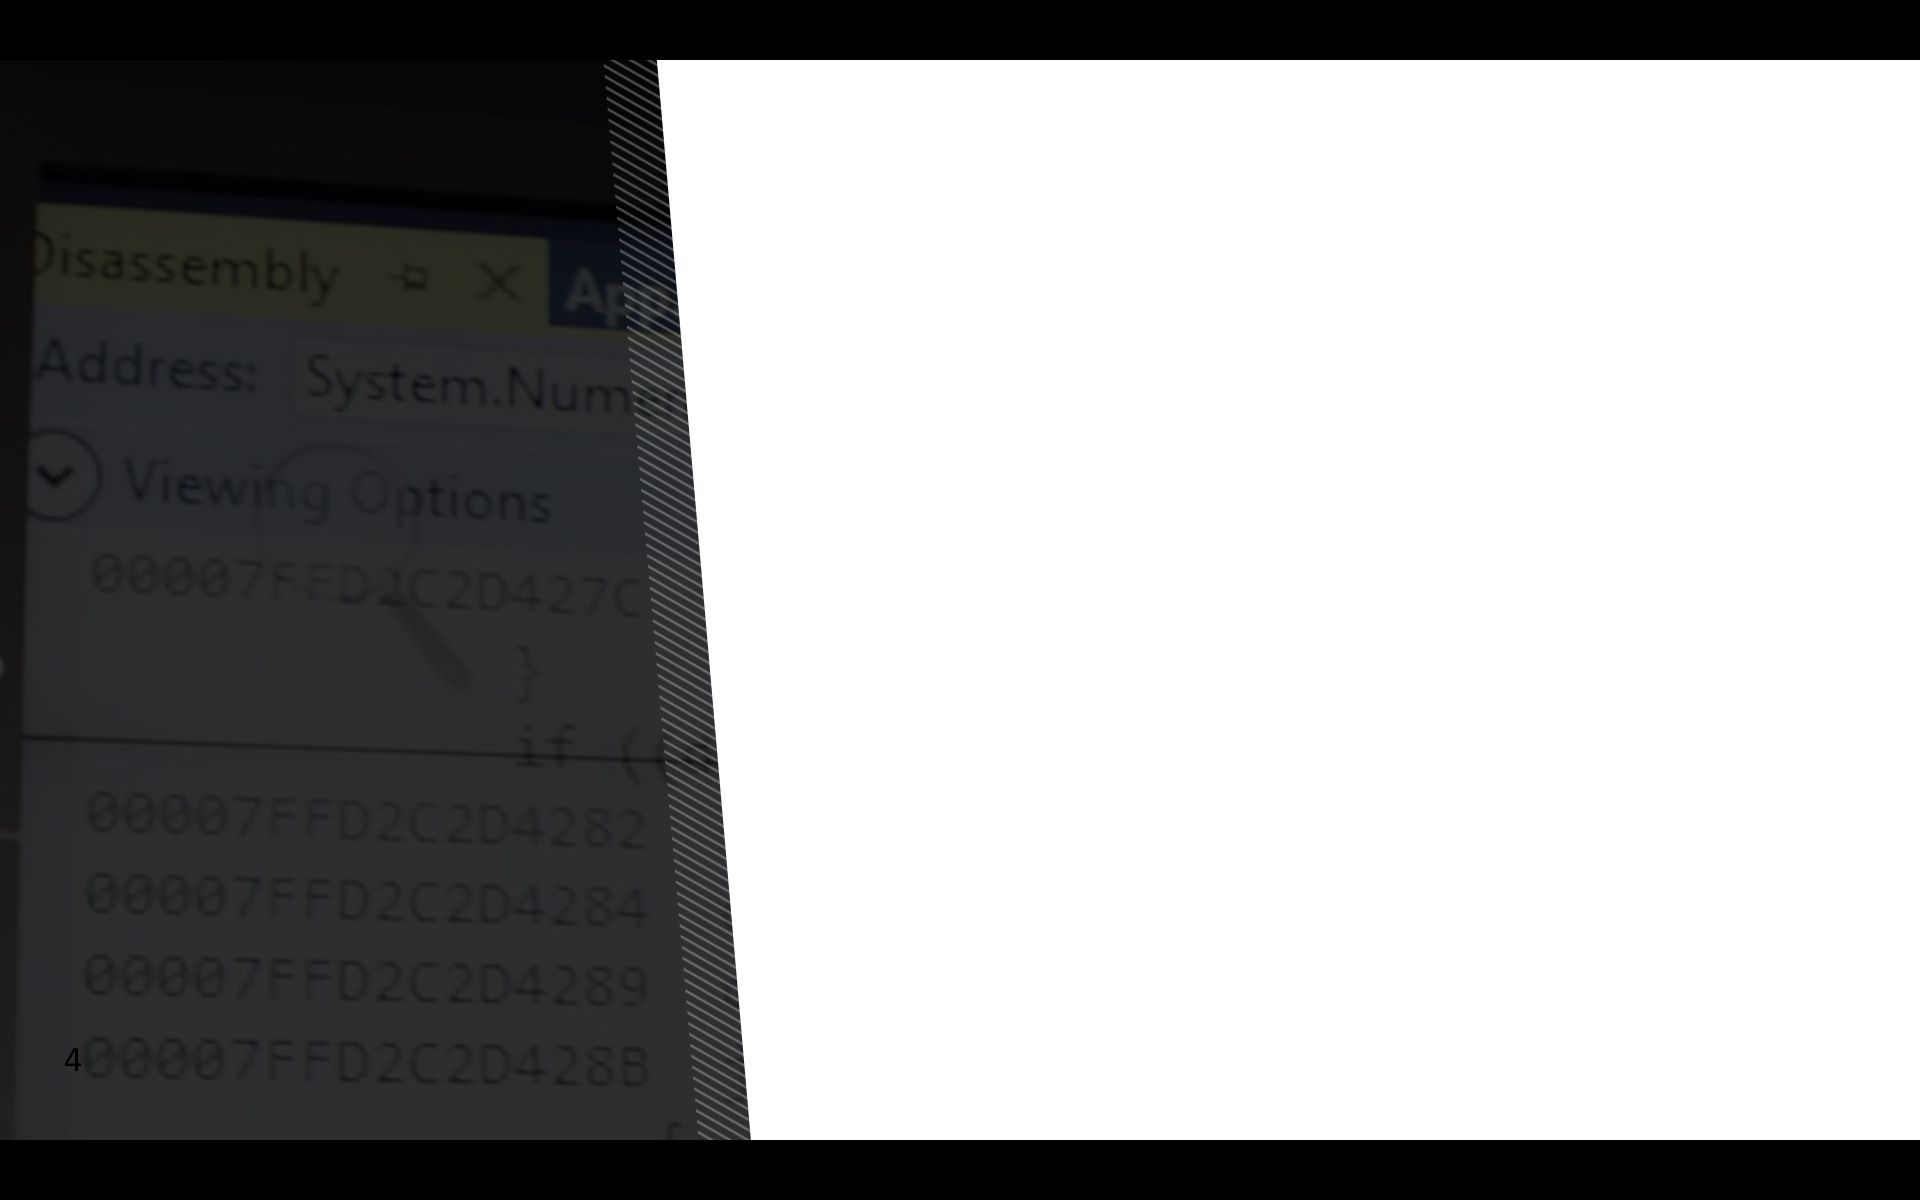 Disassembly
Address: System.Num
Viewing Options
00007FFD2C2D427C
}
if (
00007FFD2C2D4282
00007FFD2C2D4284
00007FFD2C2D4289
00007FFD2C2D428B
4